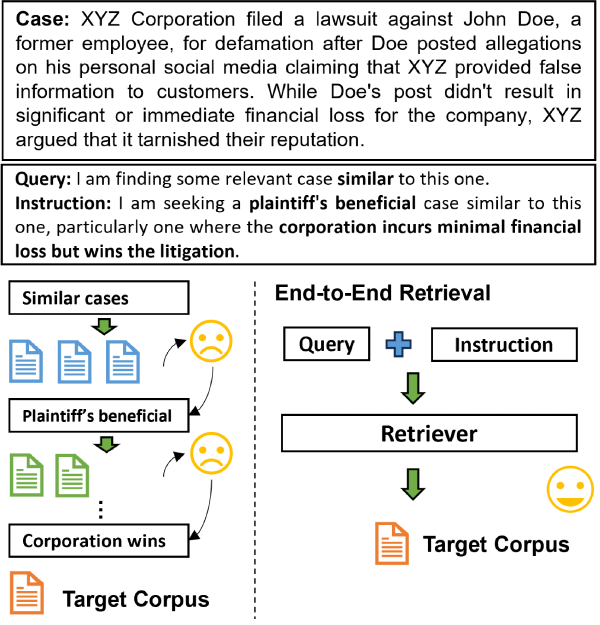 Case: XYZ Corporation filed a lawsuit against John Doe, a
former employee, for defamation after Doe posted allegations
on his personal social media claiming that XYZ provided false
information to customers. While Doe's post didn't result in
significant or immediate financial loss for the company, XYZ
argued that it tarnished their reputation.
Query: I am finding some relevant case similar to this one.
Instruction: I am seeking a plaintiff's beneficial case similar to this
one, particularly one where the corporation incurs minimal financial
loss but wins the litigation.
Similar cases
Plaintiff's beneficial
⋮
Corporation wins
Target Corpus
End-to-End Retrieval
Query
Instruction
Retriever
Target Corpus